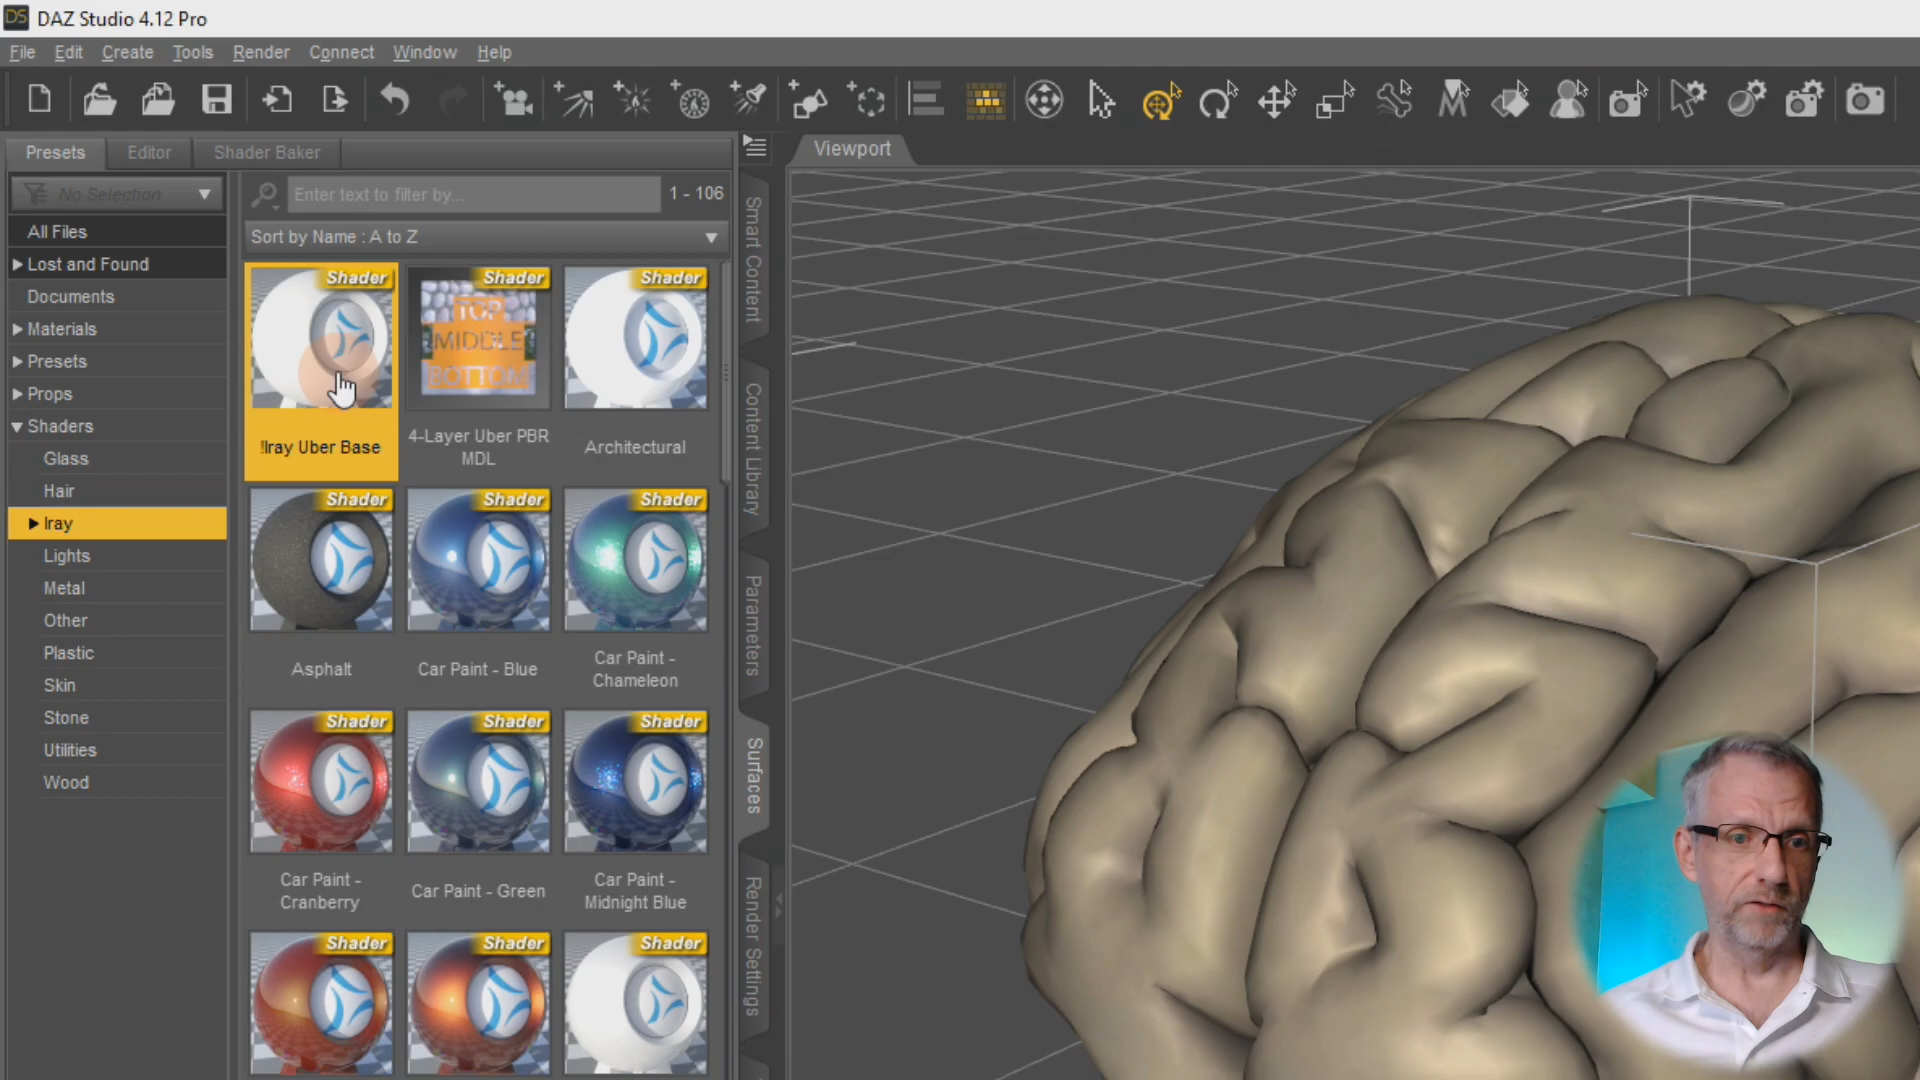 DS DAZ Studio 4.12 Pro
File Edit Create Tools Render Connect Window Help
Presets Editor Shader Baker
Viewport
No Selection
Enter text to filter by...
1 - 106
Sort by Name : A to Z
All Files
Lost and Found
Documents
Materials
Presets
Props
Shaders
Glass
Hair
Iray
Lights
Metal
Other
Plastic
Skin
Stone
Utilities
Wood
Shader
Shader
Shader
TOP
MIDDLE
BOTTOM
!Iray Uber Base
4-Layer Uber PBR
MDL
Architectural
Shader
Shader
Shader
Asphalt
Car Paint - Blue
Car Paint -
Chameleon
Shader
Shader
Shader
Car Paint -
Cranberry
Car Paint - Green
Car Paint -
Midnight Blue
Shader
Shader
Shader
Smart Content
Content Library
Parameters
Surfaces
Render Settings